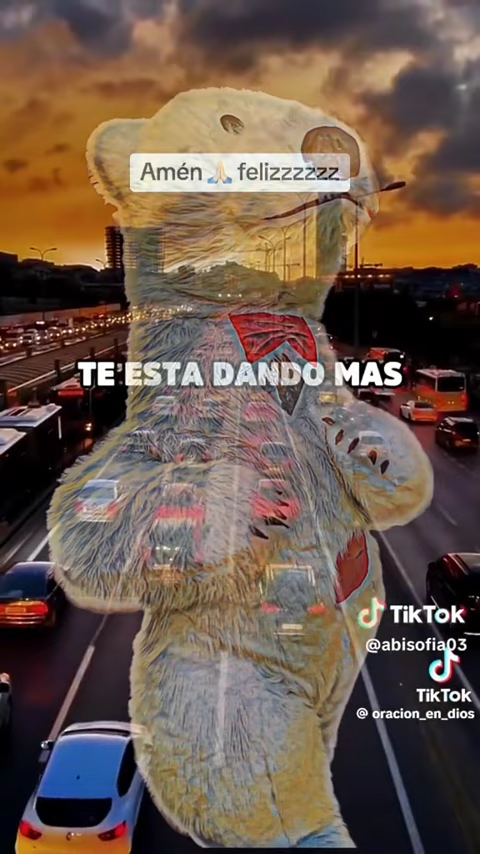 Amén 🙏 felizzzzzz
TE ESTA DANDO MAS
TikTok
@abisofia03
TikTok
@ oracion_en_dios